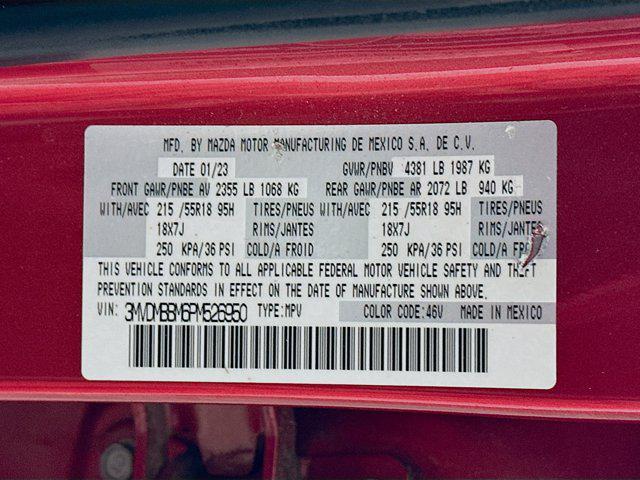 MFD. BY MAZDA MOTOR MANUFACTURING DE MEXICO S.A. DE C.V.
DATE 01/23 GVWR/PNBV 4381 LB 1987 KG
FRONT GAWR/PNBE AV 2355 LB 1068 KG REAR GAWR/PNBE AR 2072 LB 940 KG
WITH/AVEC 215 /55R18 95H TIRES/PNEUS WITH/AVEC 215 /55R18 95H TIRES/PNEUS
18X7J RIMS/JANTES 18X7J RIMS/JANTES
250 KPA/36 PSI COLD/A FROID 250 KPA/36 PSI COLD/A FROID
THIS VEHICLE CONFORMS TO ALL APPLICABLE FEDERAL MOTOR VEHICLE SAFETY AND THEFT
PREVENTION STANDARDS IN EFFECT ON THE DATE OF MANUFACTURE SHOWN ABOVE.
VIN: 3MVDMBBM6PM526950 TYPE:MPV COLOR CODE:46V MADE IN MEXICO